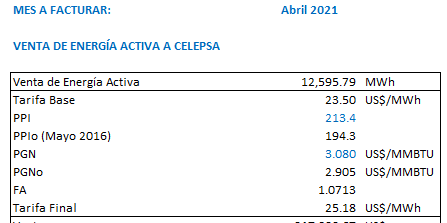 MES A FACTURAR: Abril 2021
VENTA DE ENERGÍA ACTIVA A CELEPSA
Venta de Energía Activa 12,595.79 MWh
Tarifa Base 23.50 US$/MWh
PPI 213.4
PPIo (Mayo 2016) 194.3
PGN 3.080 US$/MMBTU
PGNo 2.905 US$/MMBTU
FA 1.0713
Tarifa Final 25.18 US$/MWh